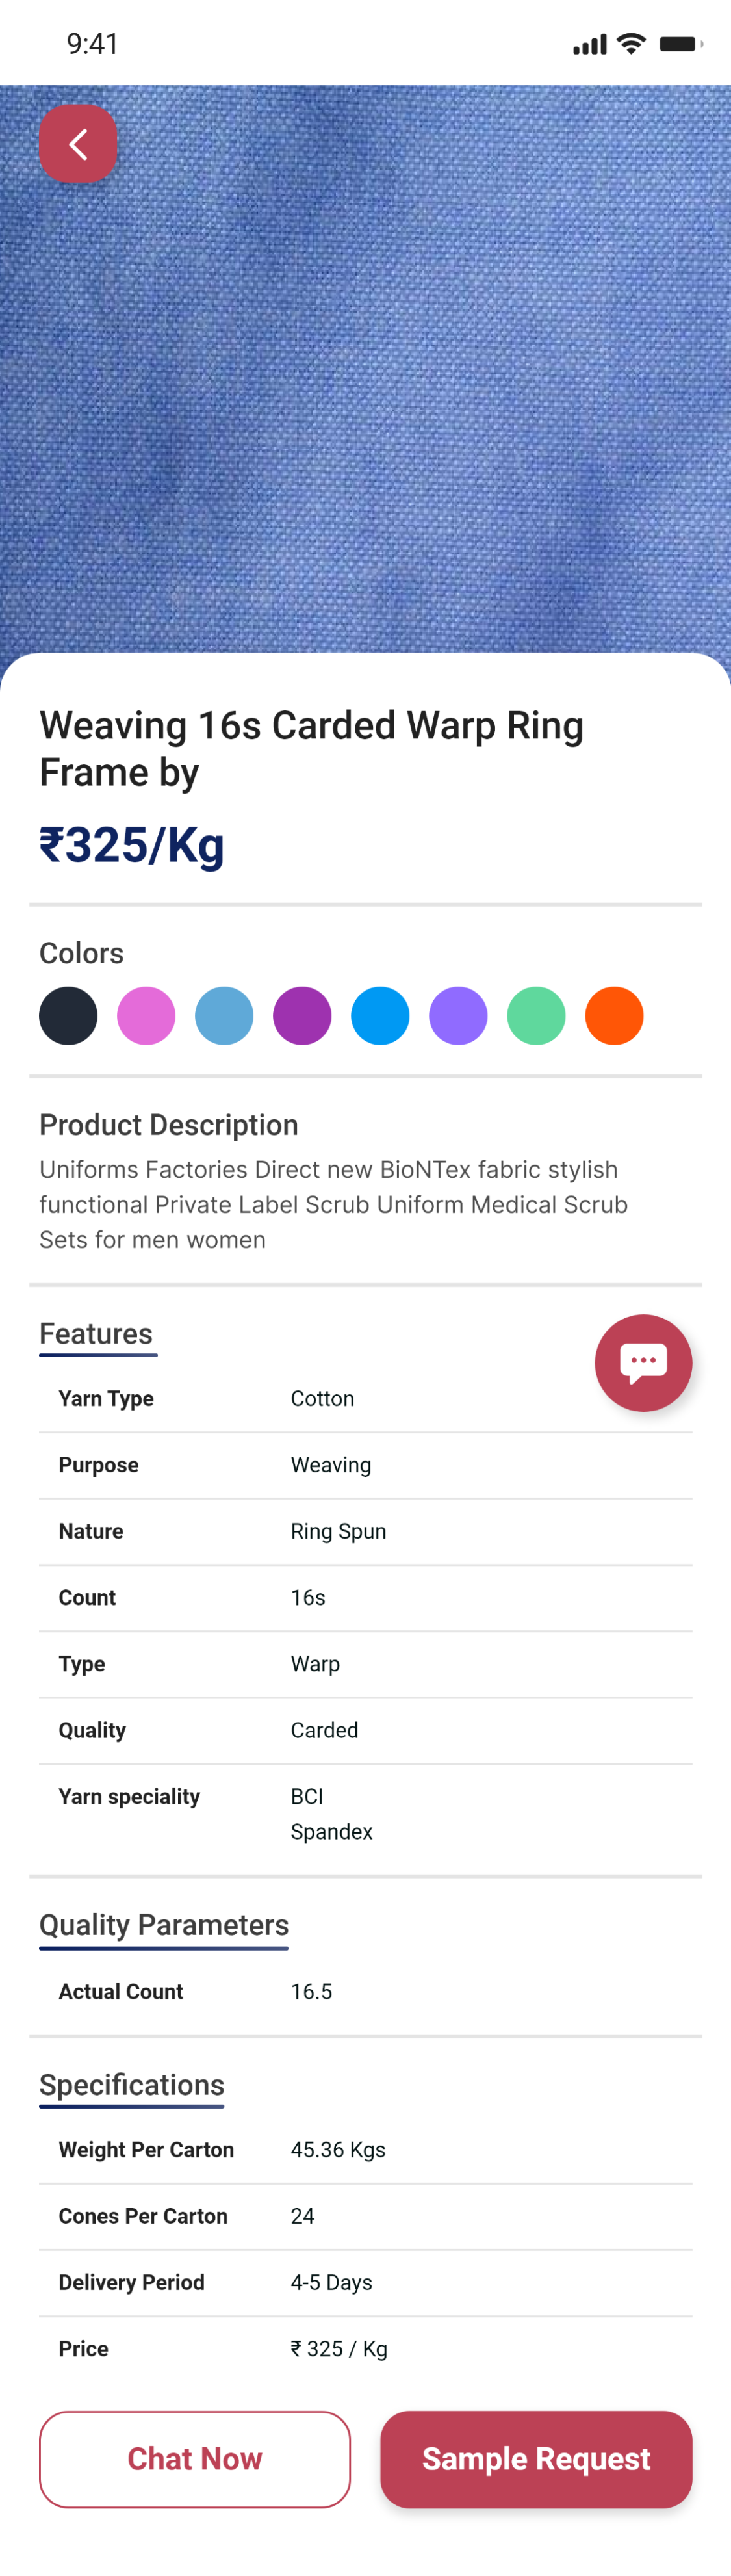 9:41
Weaving 16s Carded Warp Ring
Frame by
₹325/Kg
Colors
Product Description
Uniforms Factories Direct new BioNTex fabric stylish
functional Private Label Scrub Uniform Medical Scrub
Sets for men women
Features
Yarn Type Cotton
Purpose Weaving
Nature Ring Spun
Count 16s
Type Warp
Quality Carded
Yarn speciality BCI
Spandex
Quality Parameters
Actual Count 16.5
Specifications
Weight Per Carton 45.36 Kgs
Cones Per Carton 24
Delivery Period 4-5 Days
Price ₹ 325 / Kg
Chat Now Sample Request